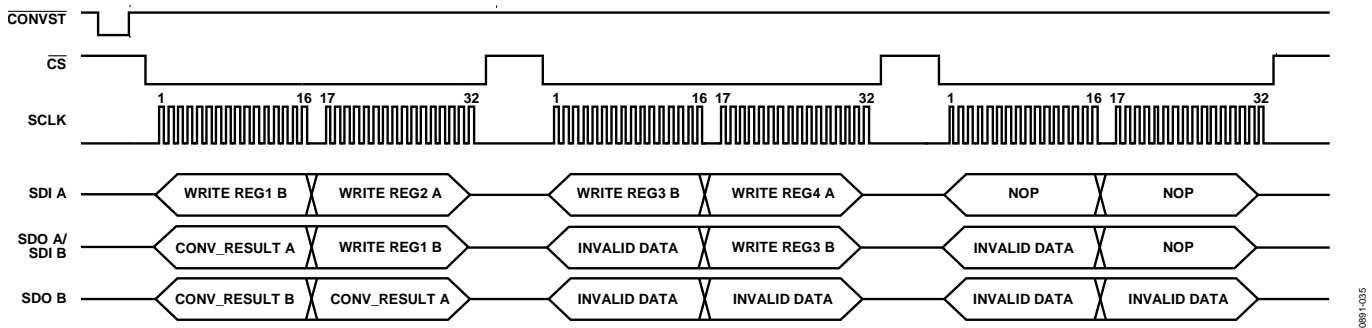 CONVST
CS
1 16 17 32 1 16 17 32 1 16 17 32
SCLK
SDI A WRITE REG1 B WRITE REG2 A WRITE REG3 B WRITE REG4 A NOP NOP
SDO A/
SDI B CONV_RESULT A WRITE REG1 B INVALID DATA WRITE REG3 B INVALID DATA NOP
SDO B CONV_RESULT B CONV_RESULT A INVALID DATA INVALID DATA INVALID DATA INVALID DATA
0891-035